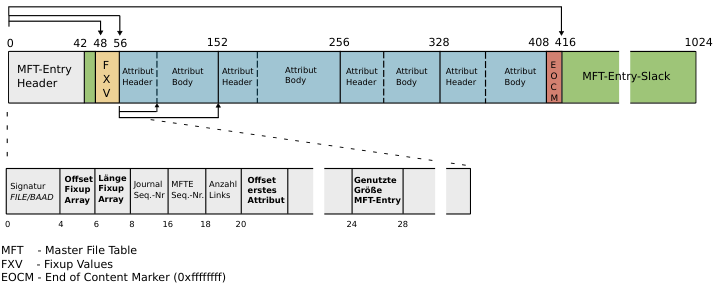 0 42 48 56 152 256 328 408 416 1024
MFT-Entry
Header
F
X
V
Attribut
Header
Attribut
Body
Attribut
Header
Attribut
Body
Attribut
Header
Attribut
Body
Attribut
Header
Attribut
Body
E
O
C
M
MFT-Entry-Slack
Signatur
FILE/BAAD
Offset
Fixup
Array
Länge
Fixup
Array
Journal
Seq.-Nr
MFTE
Seq.-Nr.
Anzahl
Links
Offset
erstes
Attribut
Genutzte
Größe
MFT-Entry
0 4 6 8 16 18 20 24 28
MFT - Master File Table
FXV - Fixup Values
EOCM - End of Content Marker (0xffffffff)